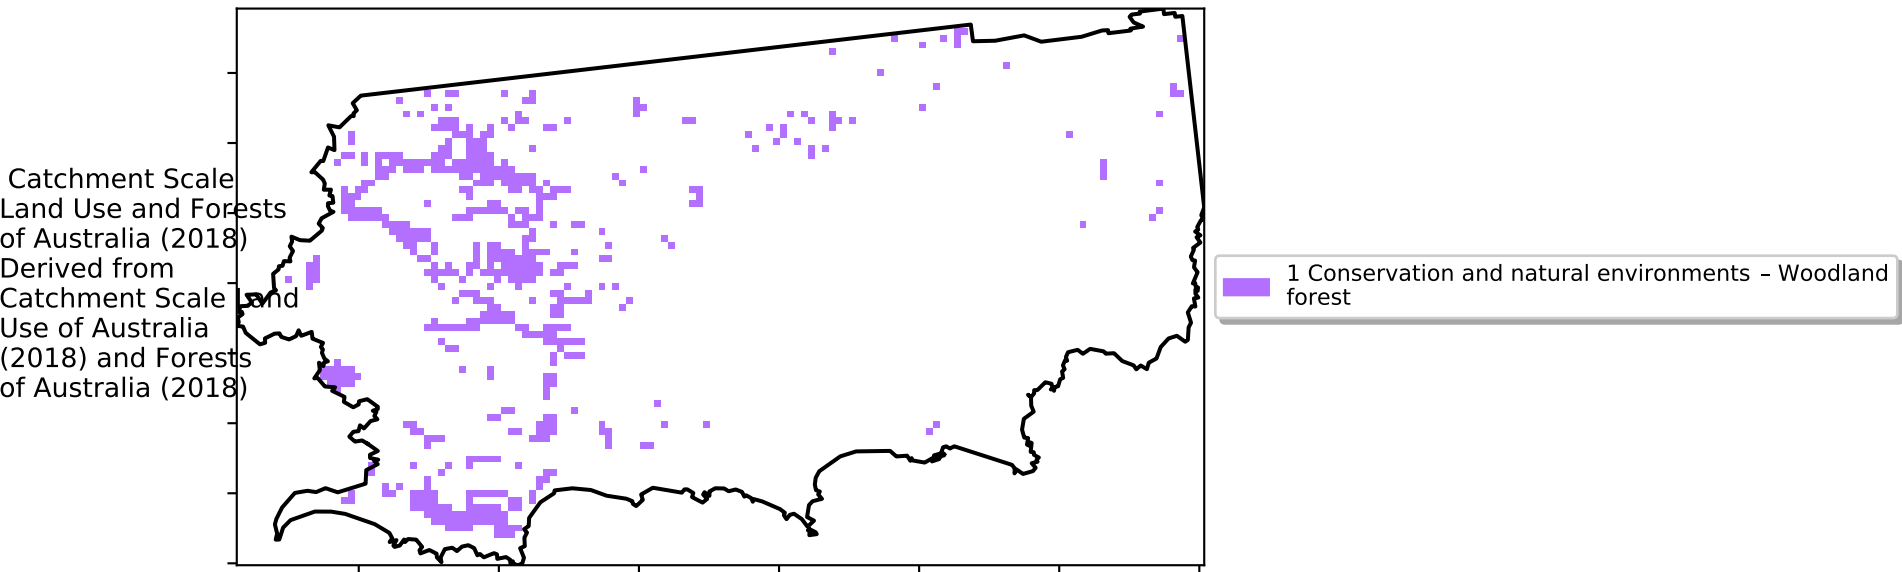 Catchment Scale
Land Use and Forests
of Australia (2018)
Derived from
Catchment Scale Land
Use of Australia
(2018) and Forests
of Australia (2018)
1 Conservation and natural environments – Woodland
forest